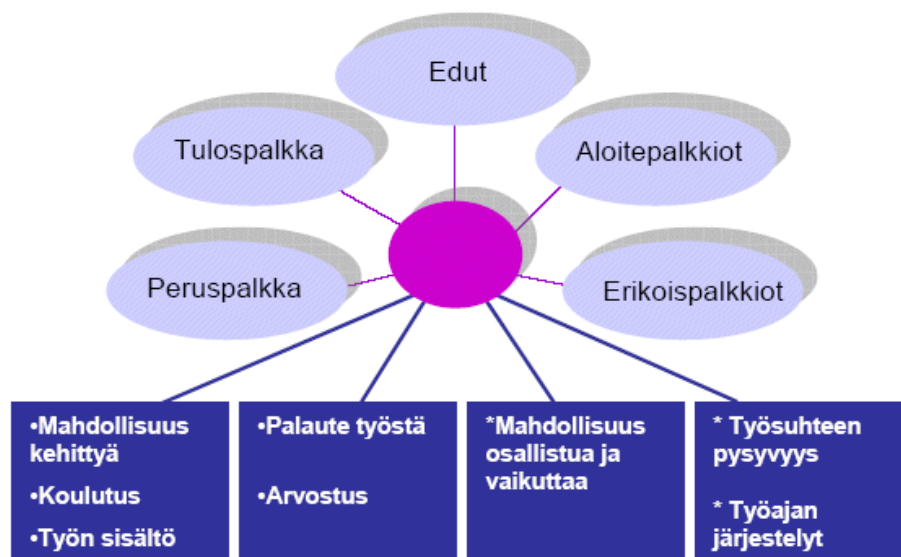 Edut
Tulospalkka
Aloitepalkkiot
Peruspalkka
Erikoispalkkiot
•Mahdollisuus
kehittyä
•Koulutus
•Työn sisältö
•Palaute työstä
•Arvostus
*Mahdollisuus
osallistua ja
vaikuttaa
* Työsuhteen
pysyvyys
* Työajan
järjestelyt